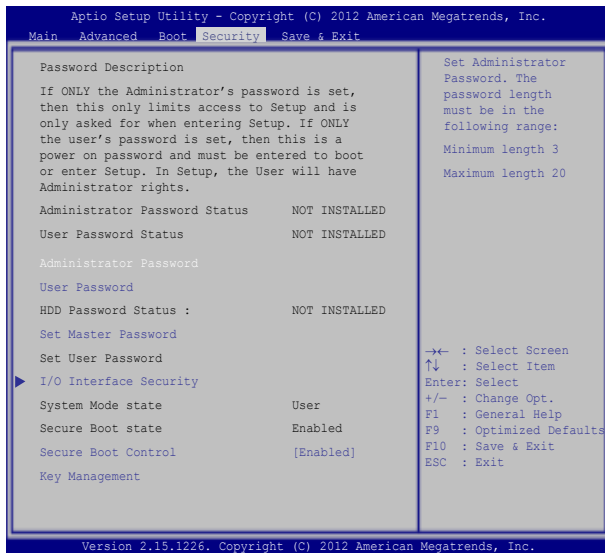 Aptio Setup Utility - Copyright (C) 2012 American Megatrends, Inc.
Main Advanced Boot Security Save & Exit
Password Description
If ONLY the Administrator's password is set,
then this only limits access to Setup and is
only asked for when entering Setup. If ONLY
the user's password is set, then this is a
power on password and must be entered to boot
or enter Setup. In Setup, the User will have
Administrator rights.
Administrator Password Status NOT INSTALLED
User Password Status NOT INSTALLED
Administrator Password
User Password
HDD Password Status : NOT INSTALLED
Set Master Password
Set User Password
I/O Interface Security
System Mode state User
Secure Boot state Enabled
Secure Boot Control [Enabled]
Key Management
Set Administrator
Password. The
password length
must be in the
following range:
Minimum length 3
Maximum length 20
→← : Select Screen
↑↓ : Select Item
Enter: Select
+/— : Change Opt.
F1 : General Help
F9 : Optimized Defaults
F10 : Save & Exit
ESC : Exit
Version 2.15.1226. Copyright (C) 2012 American Megatrends, Inc.